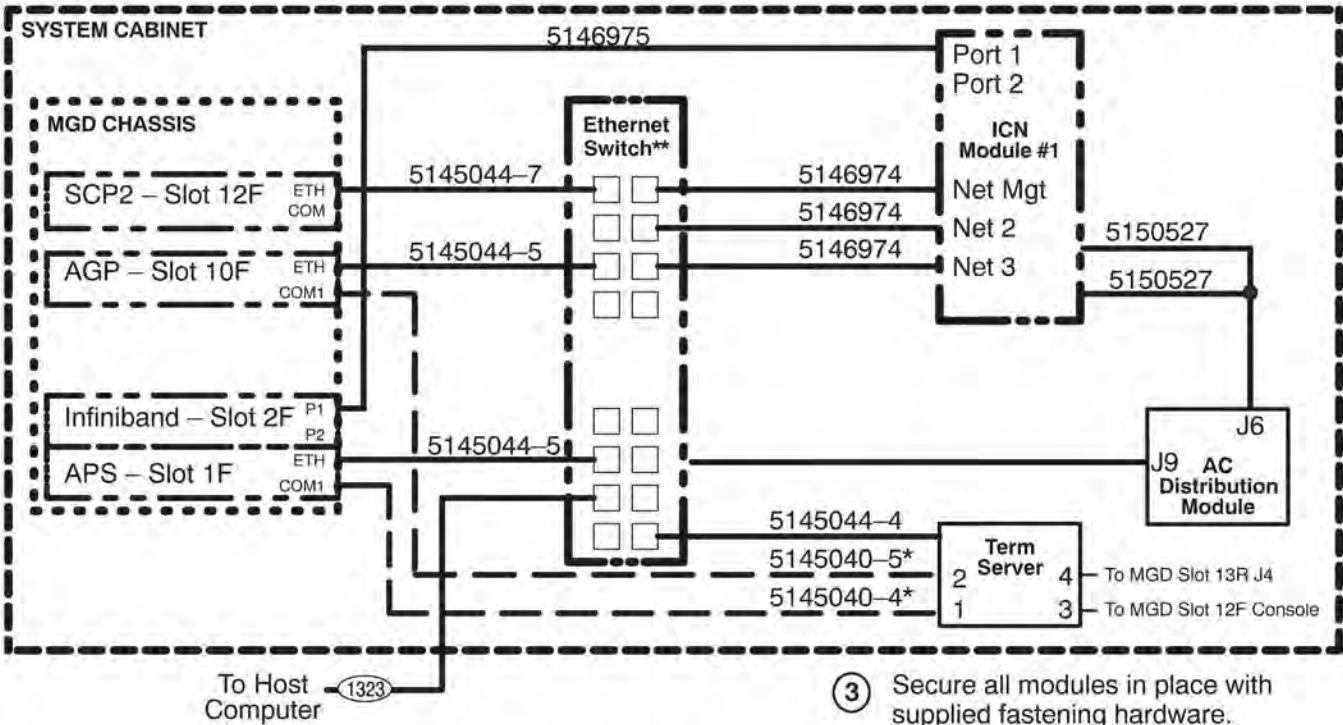 SYSTEM CABINET
5146975
Port 1
Port 2
MGD CHASSIS
Ethernet
Switch**
ICN
Module #1
SCP2 – Slot 12F
ETH
COM
5145044–7
5146974
Net Mgt
5146974
Net 2
AGP – Slot 10F
ETH
COM1
5145044–5
5146974
Net 3
5150527
5150527
Infiniband – Slot 2F
P1
P2
5145044–5
APS – Slot 1F
ETH
COM1
J6
J9
AC
Distribution
Module
5145044–4
5145040–5*
5145040–4*
Term
Server
2
1
4
3
To MGD Slot 13R J4
To MGD Slot 12F Console
To Host
Computer
1323
3 Secure all modules in place with
supplied fastening hardware.